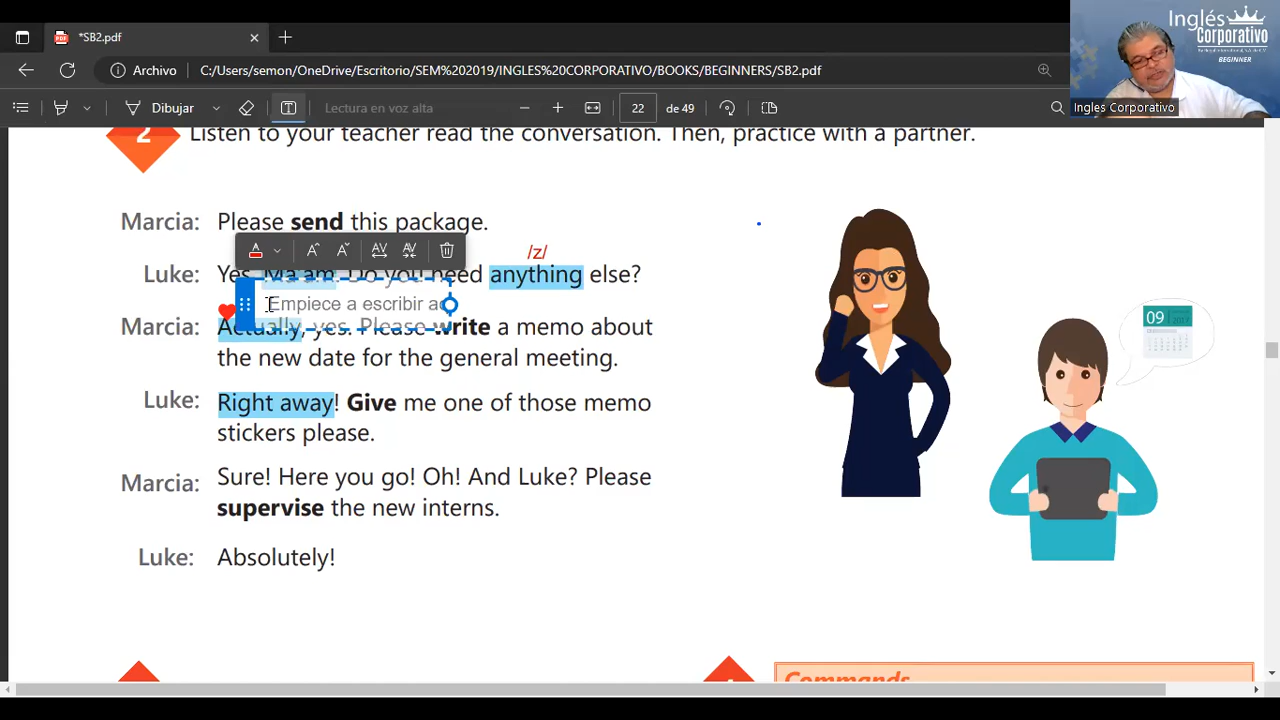 *SB2.pdf
Archivo
C:/Users/semon/OneDrive/Escritorio/SEM%202019/INGLES%20CORPORATIVO/BOOKS/BEGINNERS/SB2.pdf
Inglés
Corporativo
BEGINNER
Ingles Corporativo
Dibujar
Lectura en voz alta
22
de 49
2
Listen to your teacher read the conversation. Then, practice with a partner.
Marcia: Please send this package.
/z/
Luke: Yes, Ma'am. Do you need anything else?
Empiece a escribir ac
Marcia: Actually, yes. Please write a memo about
the new date for the general meeting.
Luke: Right away! Give me one of those memo
stickers please.
Marcia: Sure! Here you go! Oh! And Luke? Please
supervise the new interns.
Luke: Absolutely!
09
Commands